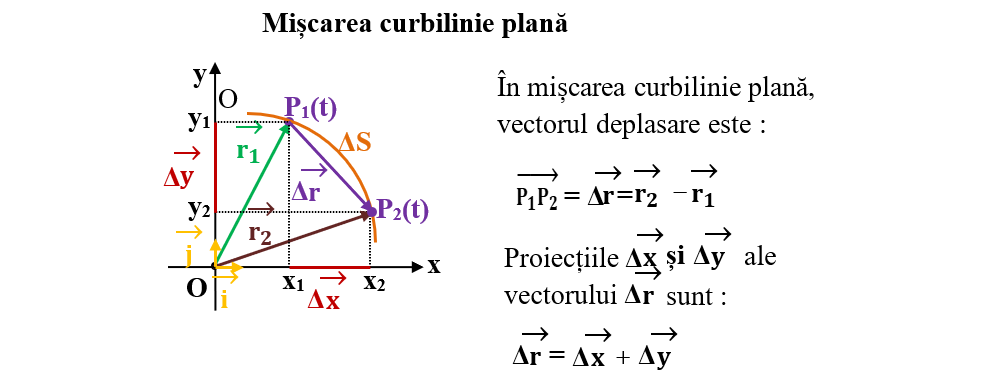 Mișcarea curbilinie plană
y
O
P₁(t)
y₁
r₁
ΔS
Δy
Δr
y₂
P₂(t)
r₂
j
x
O
i
x₁
Δx
x₂
În mișcarea curbilinie plană,
vectorul deplasare este :
P₁P₂ = Δr=r₂ − r₁
Proiecțiile Δx și Δy ale
vectorului Δr sunt :
Δr = Δx + Δy